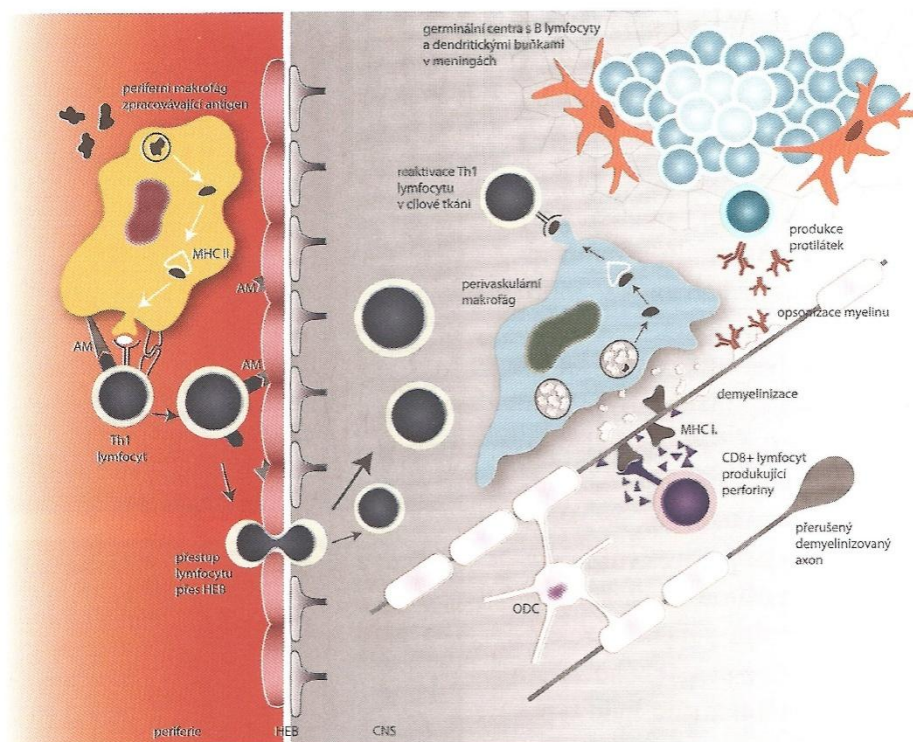 germinální centra s B lymfocyty
a dendritickými buňkami
v meningách
periferní makrofág
zpracovávající antigen
reaktivace Th1
lymfocytu
v cílové tkáni
MHC II.
produkce
protilátek
AM
perivaskulární
makrofág
opsonizace myelinu
AM
AM
demyelinizace
MHC I.
Th1
lymfocyt
CD8+ lymfocyt
produkující
perforiny
přerušený
demyelinizovaný
axon
přestup
lymfocytu
přes HEB
ODC
periferie
HEB
CNS